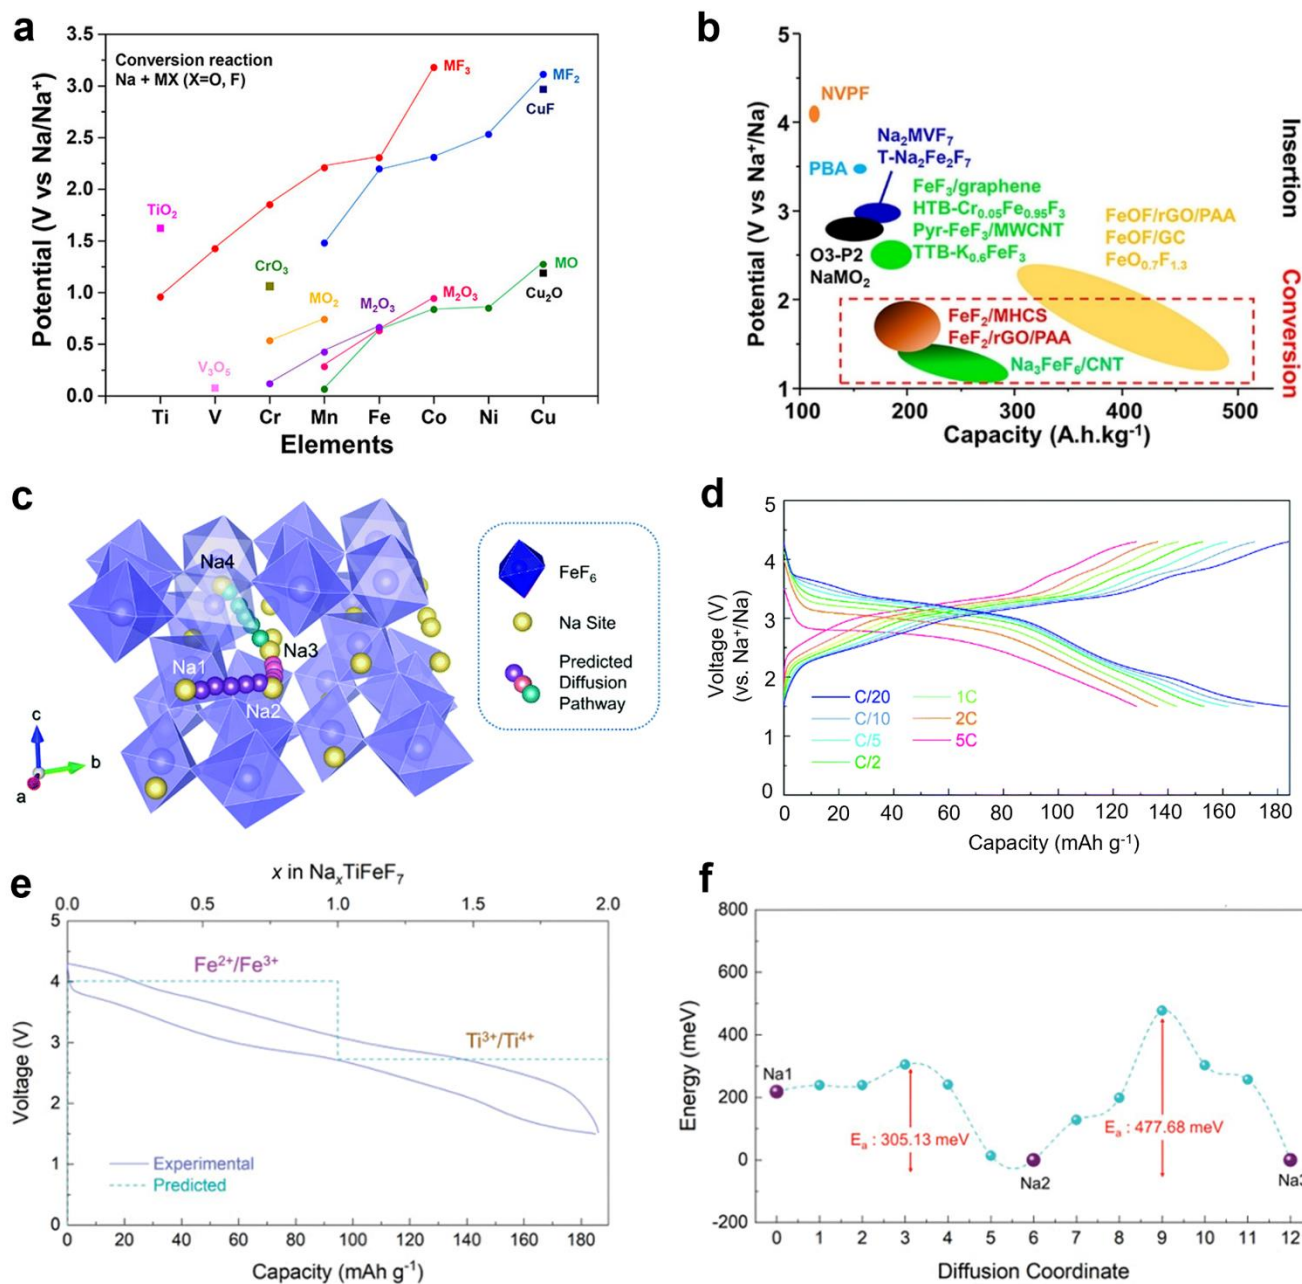 a
3.5
3.0
2.5
2.0
1.5
1.0
0.5
0.0
Potential (V vs Na/Na⁺)
Conversion reaction
Na + MX (X=O, F)
MF₃
MF₂
CuF
TiO₂
CrO₃
MO₂
M₂O₃
M₂O₃
MO
Cu₂O
V₃O₅
Ti V Cr Mn Fe Co Ni Cu
Elements
b
5
4
3
2
1
Potential (V vs Na⁺/Na)
NVPF
Na₂MVF₇
T-Na₂Fe₂F₇
PBA
FeF₃/graphene
HTB-Cr₀.₀₅Fe₀.₉₅F₃
Pyr-FeF₃/MWCNT
TTB-K₀.₆FeF₃
O3-P2
NaMO₂
FeOF/rGO/PAA
FeOF/GC
FeO₀.₇F₁.₃
FeF₂/MHCS
FeF₂/rGO/PAA
Na₃FeF₆/CNT
Insertion
Conversion
100 200 300 400 500
Capacity (A.h.kg⁻¹)
c
Na4
Na3
Na1
Na2
c
b
a
FeF₆
Na Site
Predicted
Diffusion
Pathway
d
5
4
3
2
1
0
Voltage (V)
(vs. Na⁺/Na)
C/20
C/10
C/5
C/2
1C
2C
5C
0 20 40 60 80 100 120 140 160 180
Capacity (mAh g⁻¹)
e
x in NaₓTiFeF₇
0.0 0.5 1.0 1.5 2.0
5
4
3
2
1
0
Voltage (V)
Fe²⁺/Fe³⁺
Ti³⁺/Ti⁴⁺
Experimental
Predicted
0 20 40 60 80 100 120 140 160 180
Capacity (mAh g⁻¹)
f
800
600
400
200
0
-200
Energy (meV)
Na1
Eₐ : 305.13 meV
Eₐ : 477.68 meV
Na2
Na3
0 1 2 3 4 5 6 7 8 9 10 11 12
Diffusion Coordinate